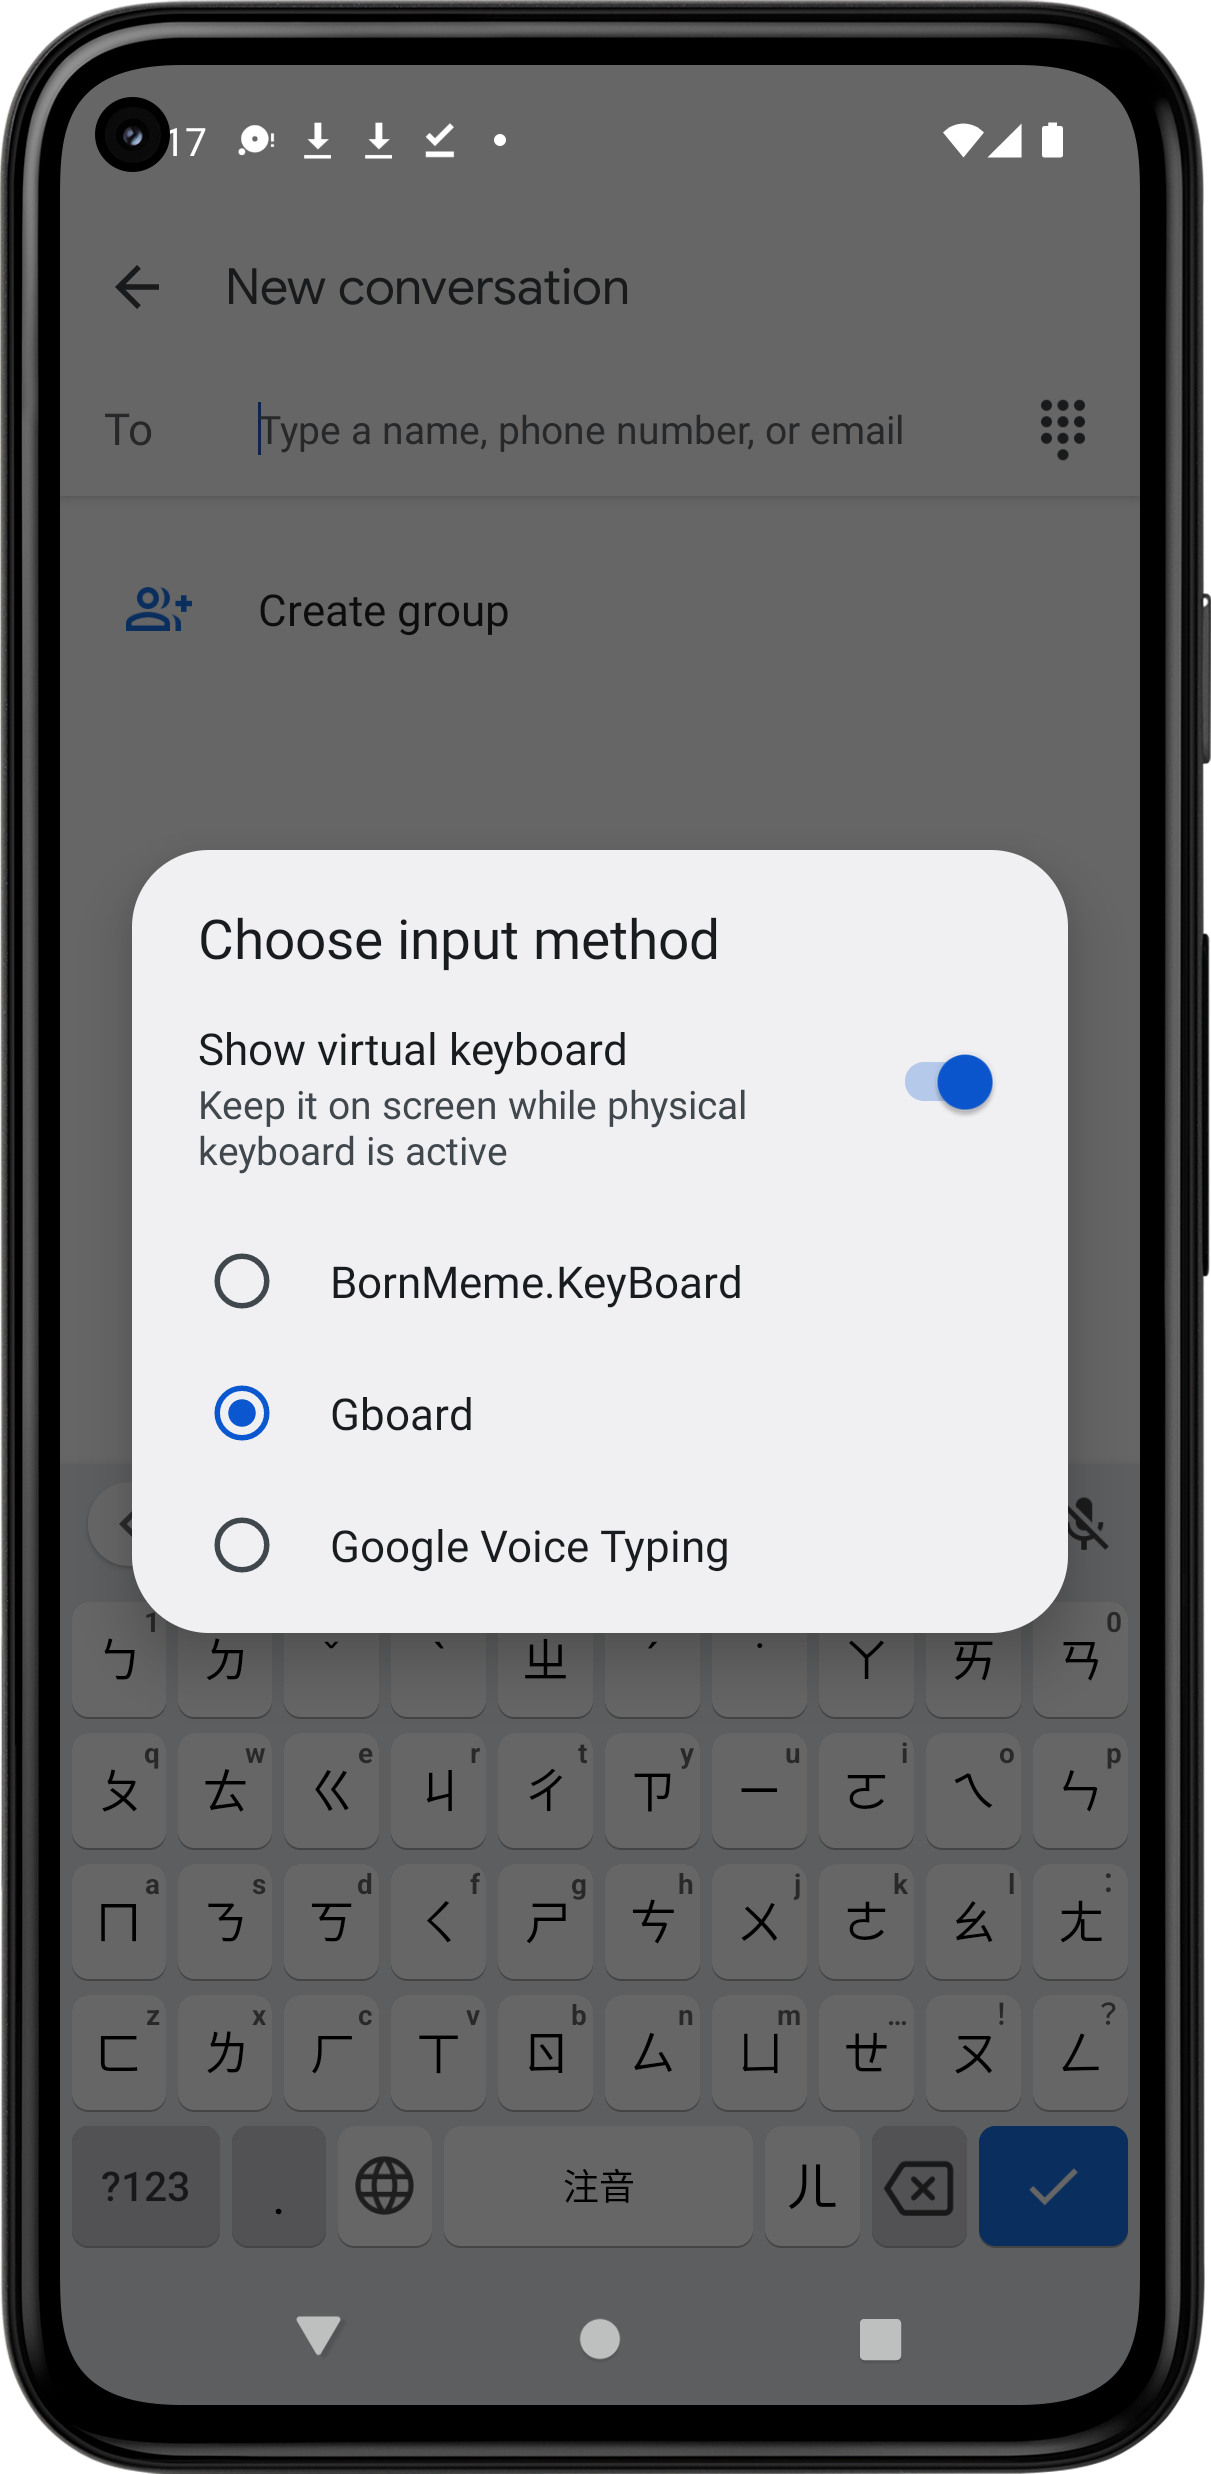 17
New conversation
To Type a name, phone number, or email
Create group
Choose input method
Show virtual keyboard
Keep it on screen while physical
keyboard is active
BornMeme.KeyBoard
Gboard
Google Voice Typing
1 0
ㄅ ㄉ ˇ ˋ ㄓ ˊ ˙ ㄚ ㄞ ㄢ
q w e r t y u i o p
ㄆ ㄊ ㄍ ㄐ ㄔ ㄗ ㄧ ㄛ ㄟ ㄣ
a s d f g h j k l :
ㄇ ㄋ ㄎ ㄑ ㄕ ㄘ ㄨ ㄜ ㄠ ㄤ
z x c v b n m … ! ?
ㄈ ㄌ ㄏ ㄒ ㄖ ㄙ ㄩ ㄝ ㄡ ㄥ
?123 . 注音 ㄦ